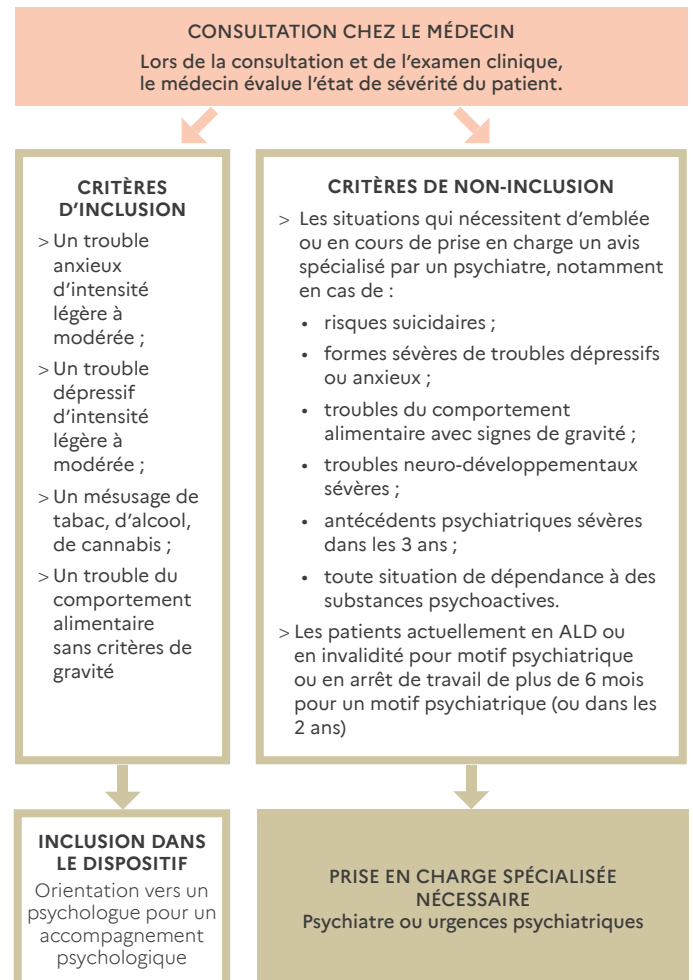 CONSULTATION CHEZ LE MÉDECIN
Lors de la consultation et de l'examen clinique,
le médecin évalue l'état de sévérité du patient.
CRITÈRES
D'INCLUSION
> Un trouble
anxieux
d'intensité
légère à
modérée ;
> Un trouble
dépressif
d'intensité
légère à
modérée ;
> Un mésusage de
tabac, d'alcool,
de cannabis ;
> Un trouble du
comportement
alimentaire
sans critères de
gravité
CRITÈRES DE NON-INCLUSION
> Les situations qui nécessitent d'emblée
ou en cours de prise en charge un avis
spécialisé par un psychiatre, notamment
en cas de :
• risques suicidaires ;
• formes sévères de troubles dépressifs
ou anxieux ;
• troubles du comportement
alimentaire avec signes de gravité ;
• troubles neuro-développementaux
sévères ;
• antécédents psychiatriques sévères
dans les 3 ans ;
• toute situation de dépendance à des
substances psychoactives.
> Les patients actuellement en ALD ou
en invalidité pour motif psychiatrique
ou en arrêt de travail de plus de 6 mois
pour un motif psychiatrique (ou dans les
2 ans)
INCLUSION DANS
LE DISPOSITIF
Orientation vers un
psychologue pour un
accompagnement
psychologique
PRISE EN CHARGE SPÉCIALISÉE
NÉCESSAIRE
Psychiatre ou urgences psychiatriques